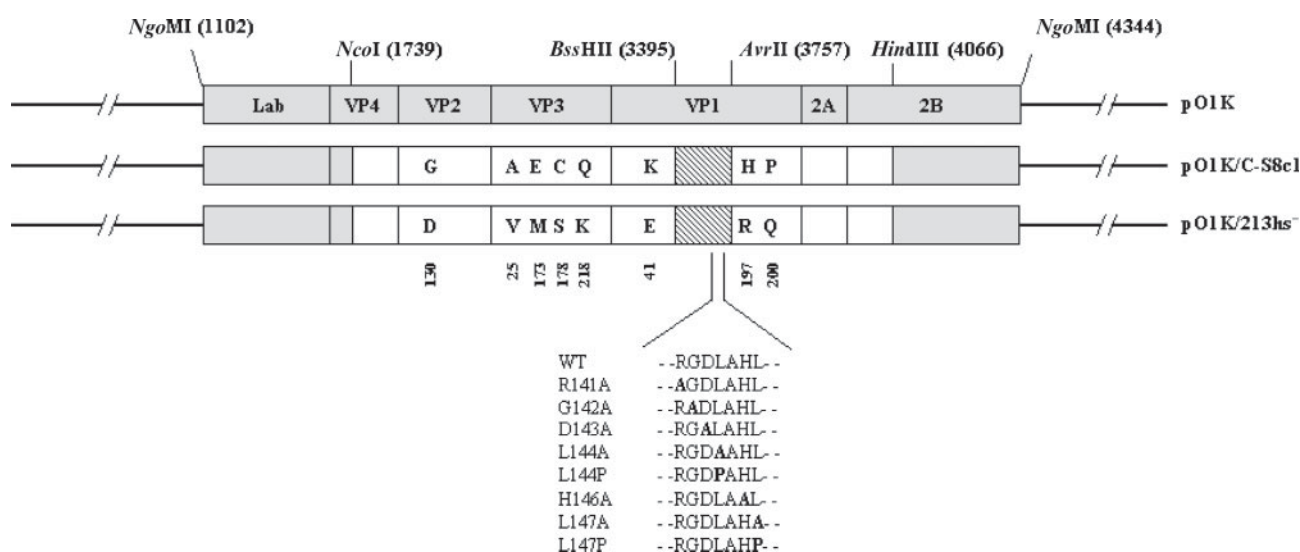 NgoMI (1102)
NcoI (1739)
BssHII (3395)
AvrII (3757)
HindIII (4066)
NgoMI (4344)
Lab VP4 VP2 VP3 VP1 2A 2B pO1K
G A E C Q K H P pO1K/C-S8c1
D V M S K E R Q pO1K/213hs⁻
130 25 173 178 218 41 197 200
WT --RGDLAHL--
R141A --AGDLAHL--
G142A --RADLAHL--
D143A --RGALAHL--
L144A --RGDAAHL--
L144P --RGDPAHL--
H146A --RGDLAAL--
L147A --RGDLAHA--
L147P --RGDLAHP--